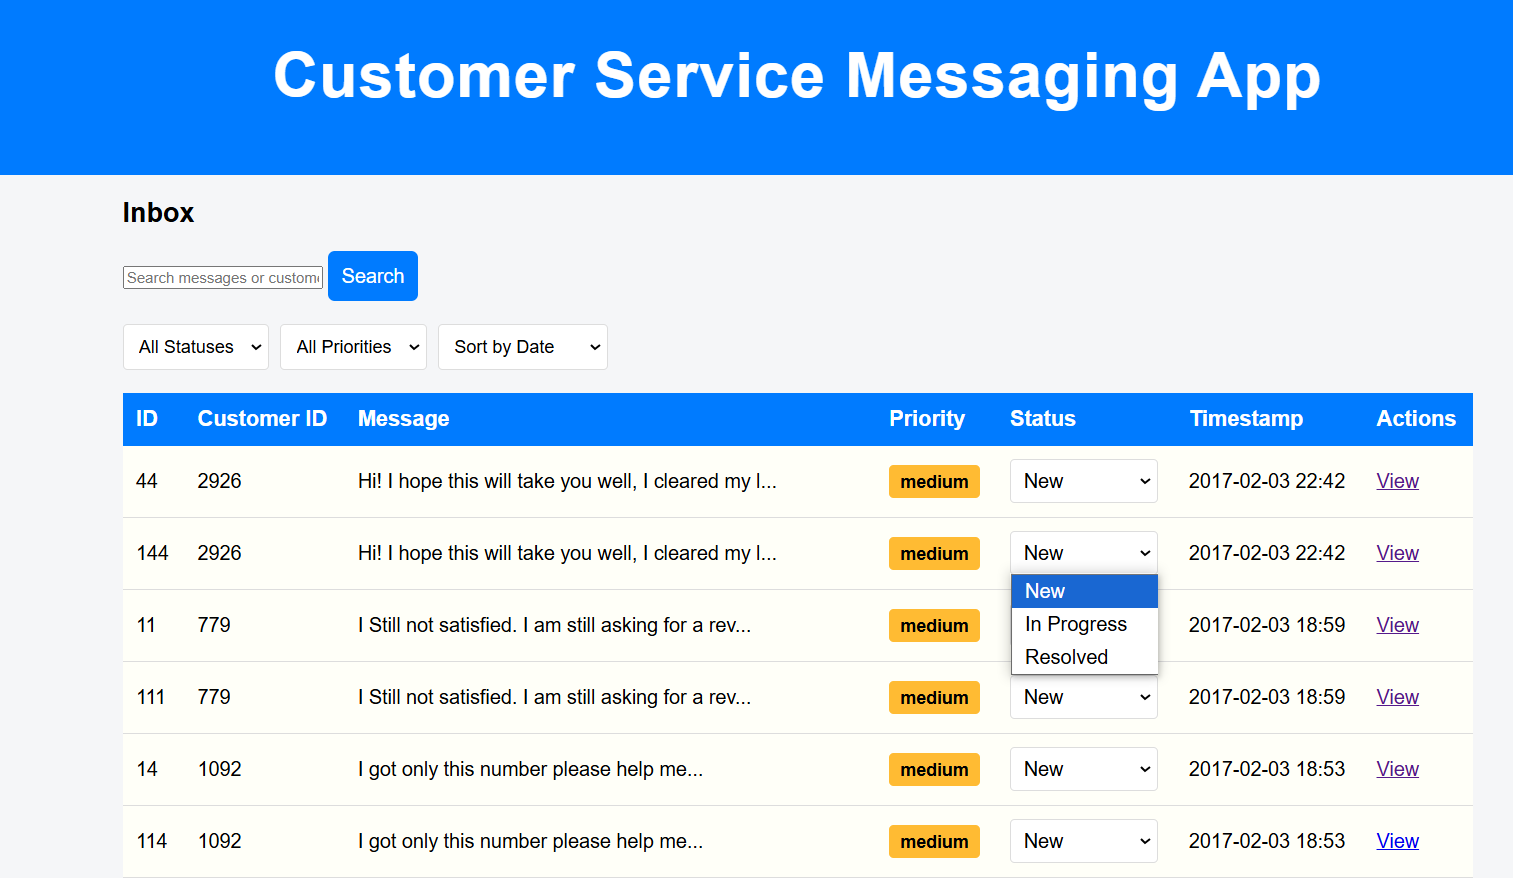 Customer Service Messaging App
Inbox
Search messages or custome
Search
All Statuses All Priorities Sort by Date
ID Customer ID Message Priority Status Timestamp Actions
44 2926 Hi! I hope this will take you well, I cleared my l... medium New 2017-02-03 22:42 View
144 2926 Hi! I hope this will take you well, I cleared my l... medium New 2017-02-03 22:42 View
New
In Progress
Resolved
11 779 I Still not satisfied. I am still asking for a rev... medium 2017-02-03 18:59 View
111 779 I Still not satisfied. I am still asking for a rev... medium New 2017-02-03 18:59 View
14 1092 I got only this number please help me... medium New 2017-02-03 18:53 View
114 1092 I got only this number please help me... medium New 2017-02-03 18:53 View